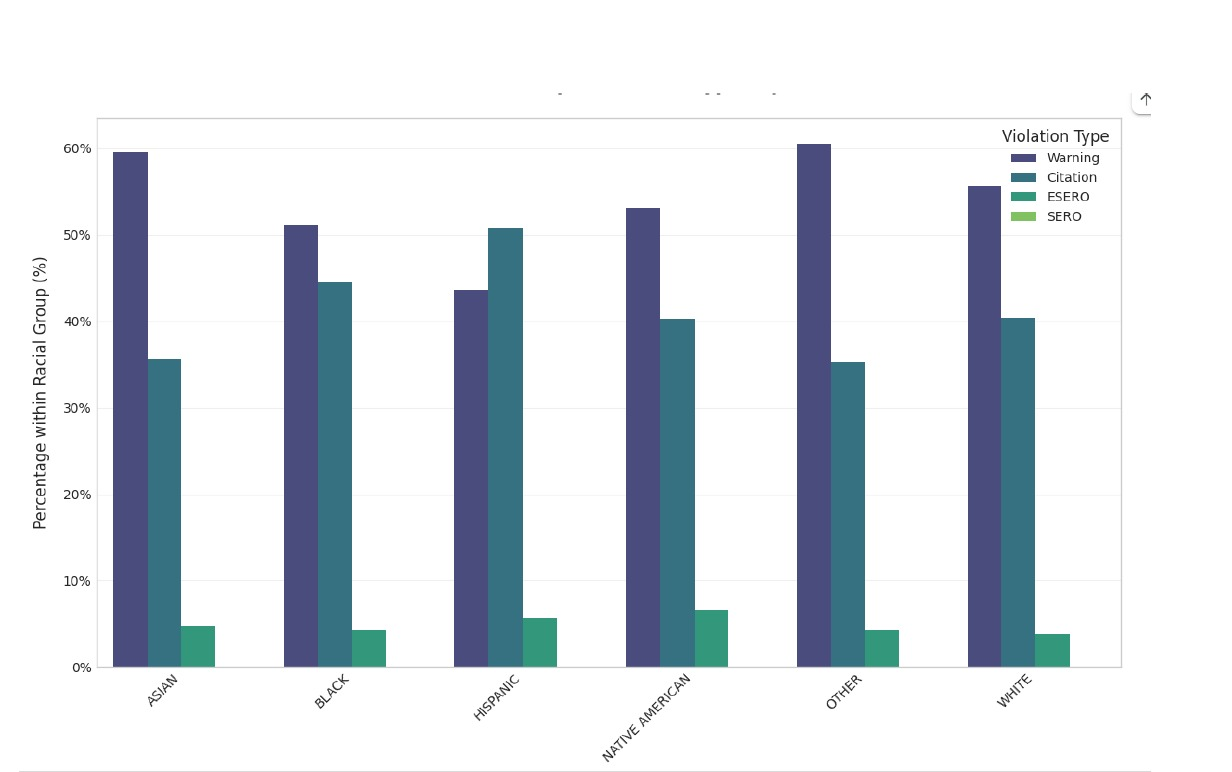 Violation Type
Warning
Citation
ESERO
SERO
Percentage within Racial Group (%)
60%
50%
40%
30%
20%
10%
0%
ASIAN
BLACK
HISPANIC
NATIVE AMERICAN
OTHER
WHITE